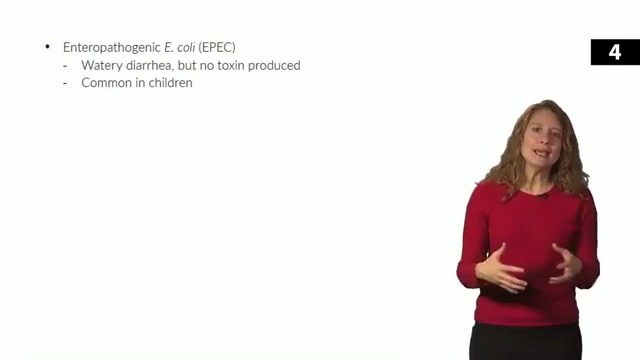 • Enteropathogenic E. coli (EPEC)
- Watery diarrhea, but no toxin produced
- Common in children
4